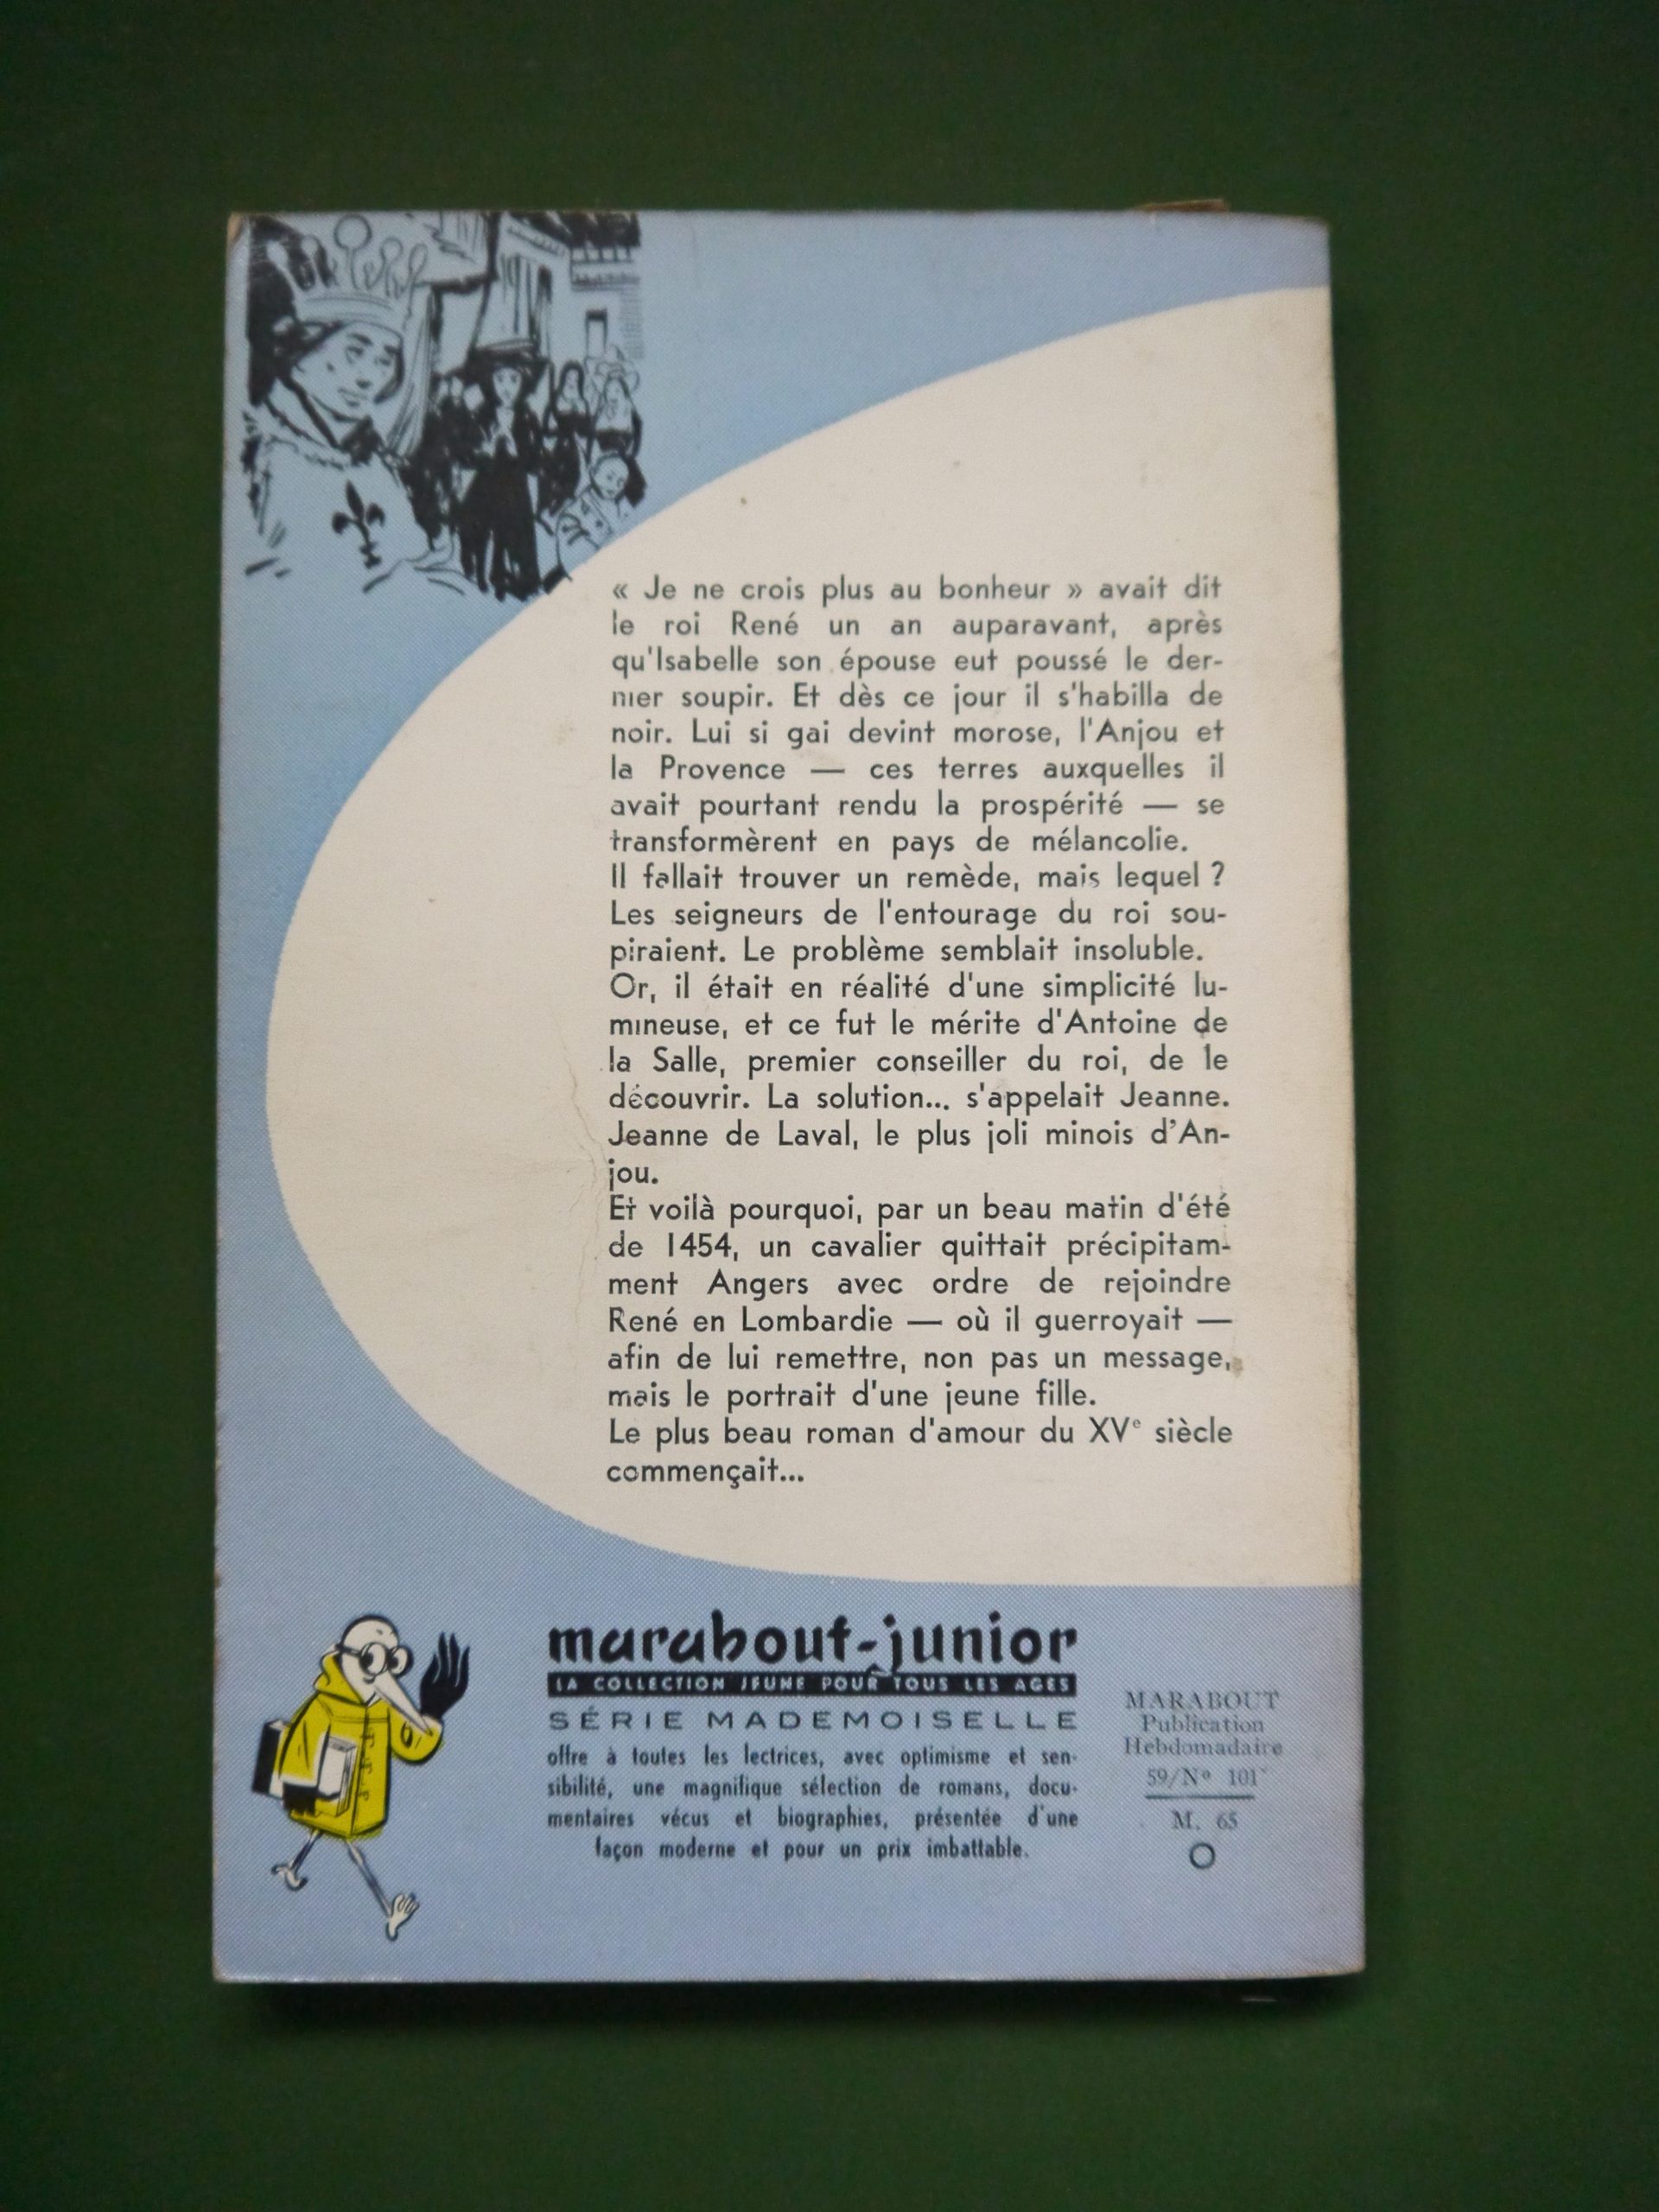 « Je ne crois plus au bonheur » avait dit
le roi René un an auparavant, après
qu'Isabelle son épouse eut poussé le der-
nier soupir. Et dès ce jour il s'habilla de
noir. Lui si gai devint morose, l'Anjou et
la Provence — ces terres auxquelles il
avait pourtant rendu la prospérité — se
transformèrent en pays de mélancolie.
Il fallait trouver un remède, mais lequel ?
Les seigneurs de l'entourage du roi sou-
piraient. Le problème semblait insoluble.
Or, il était en réalité d'une simplicité lu-
mineuse, et ce fut le mérite d'Antoine de
la Salle, premier conseiller du roi, de le
découvrir. La solution... s'appelait Jeanne.
Jeanne de Laval, le plus joli minois d'An-
jou.
Et voilà pourquoi, par un beau matin d'été
de 1454, un cavalier quittait précipitam-
ment Angers avec ordre de rejoindre
René en Lombardie — où il guerroyait —
afin de lui remettre, non pas un message,
mais le portrait d'une jeune fille.
Le plus beau roman d'amour du XVe siècle
commençait...
marabout-junior
LA COLLECTION JEUNE POUR TOUS LES AGES
SÉRIE MADEMOISELLE
offre à toutes les lectrices, avec optimisme et sen-
sibilité, une magnifique sélection de romans, docu-
mentaires vécus et biographies, présentée d'une
façon moderne et pour un prix imbattable.
MARABOUT
Publication
Hebdomadaire
59/Nº 101
M. 65
O